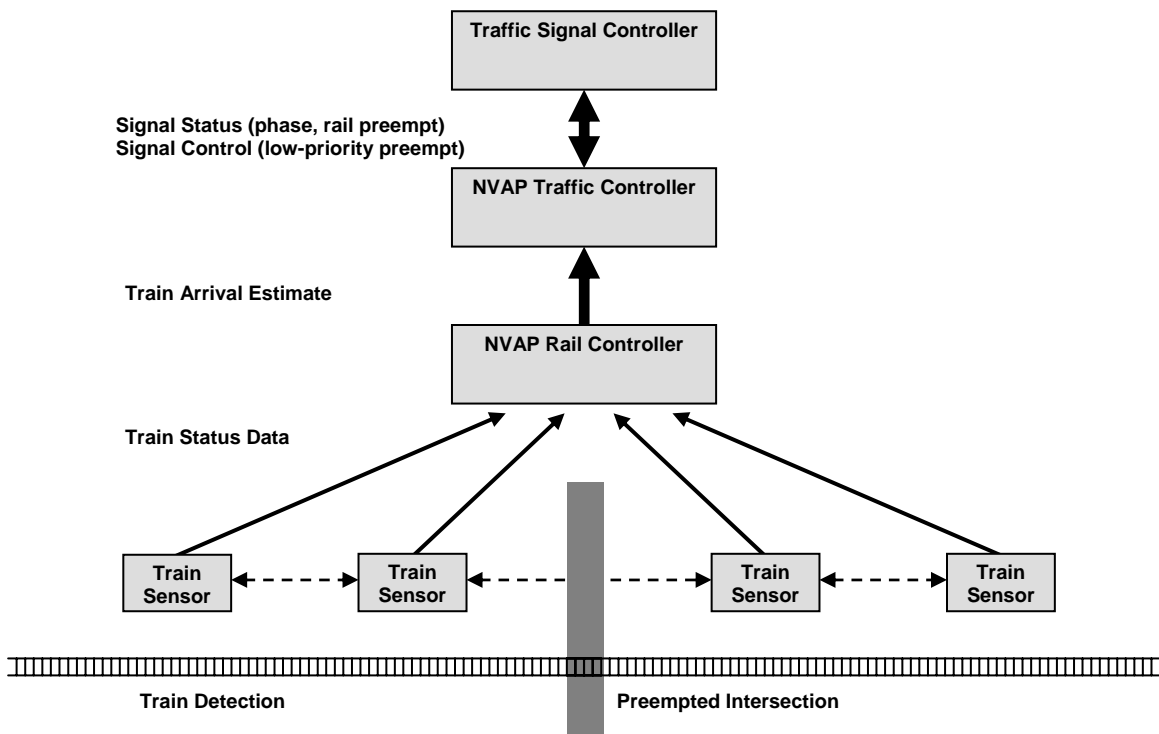 Traffic Signal Controller
Signal Status (phase, rail preempt)
Signal Control (low-priority preempt)
NVAP Traffic Controller
Train Arrival Estimate
NVAP Rail Controller
Train Status Data
Train
Sensor
Train
Sensor
Train
Sensor
Train
Sensor
Train Detection
Preempted Intersection